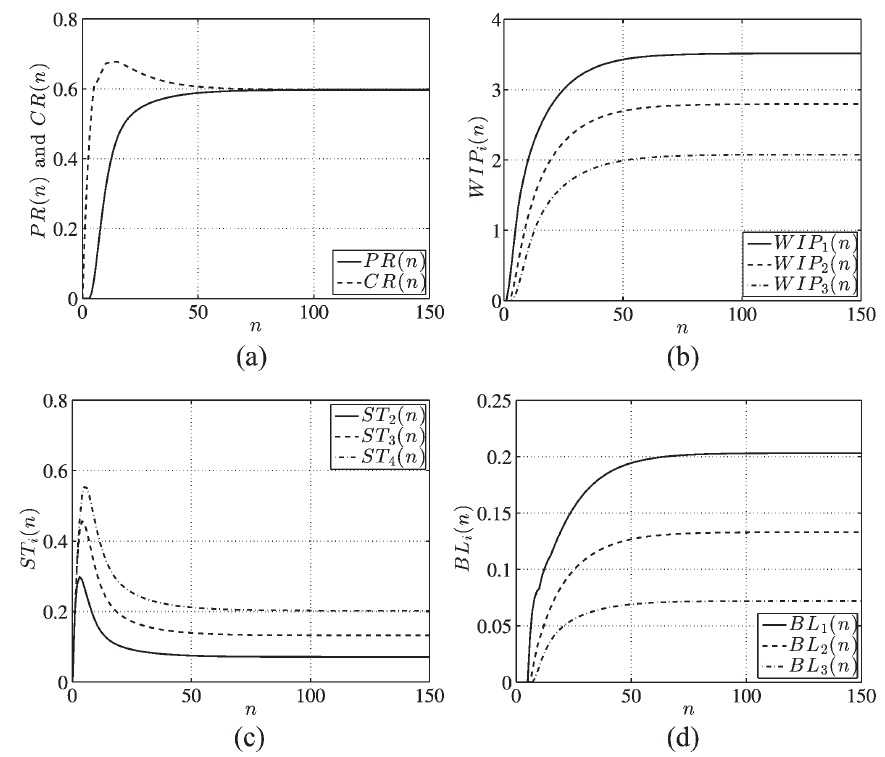 PR(n) and CR(n)
0.8
0.6
0.4
0.2
0
0 50 100 150
n
PR(n)
CR(n)
(a)
WIP_i(n)
4
3
2
1
0
0 50 100 150
n
WIP_1(n)
WIP_2(n)
WIP_3(n)
(b)
ST_i(n)
0.8
0.6
0.4
0.2
0
0 50 100 150
n
ST_2(n)
ST_3(n)
ST_4(n)
(c)
BL_i(n)
0.25
0.2
0.15
0.1
0.05
0
0 50 100 150
n
BL_1(n)
BL_2(n)
BL_3(n)
(d)